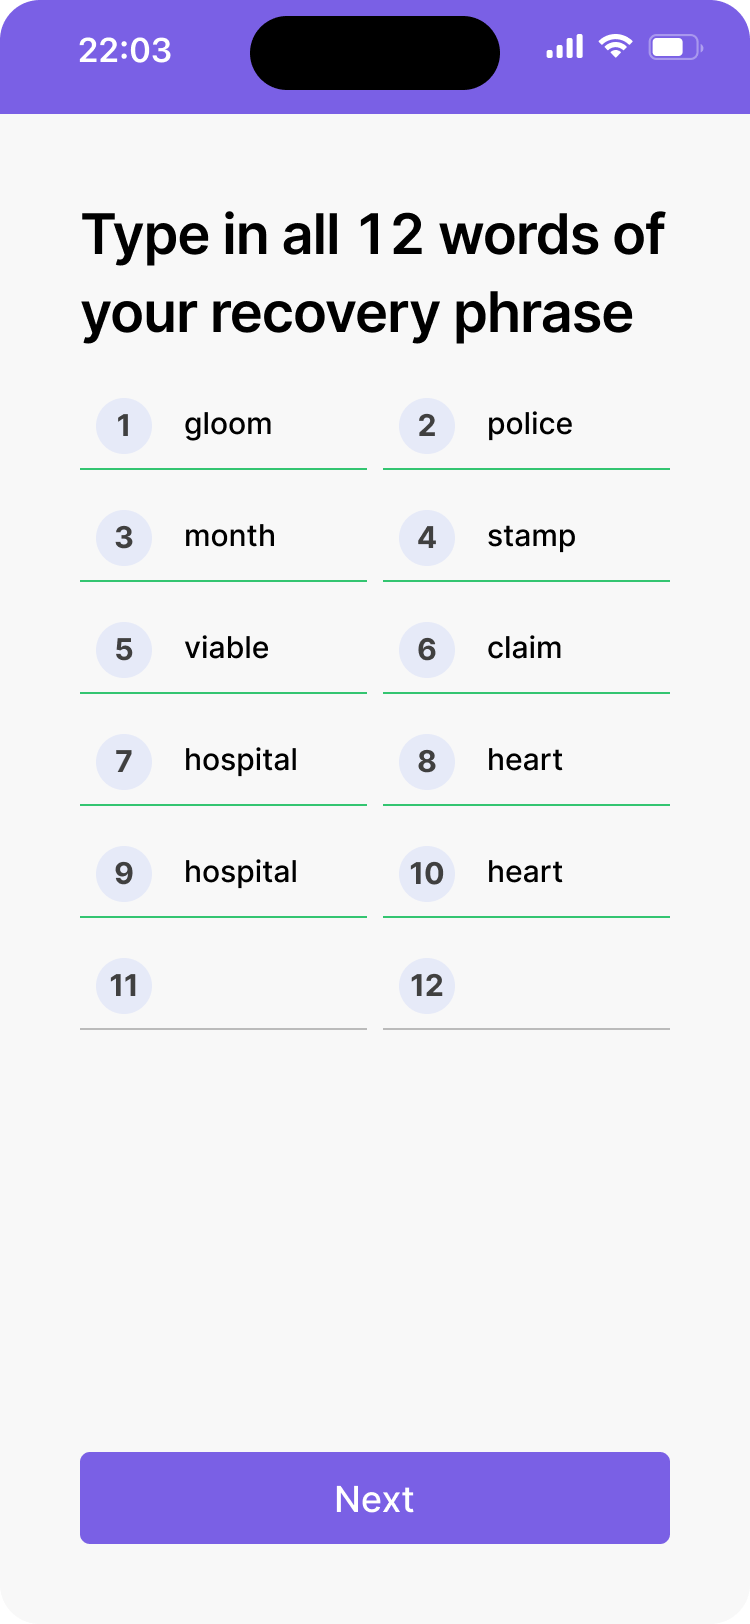 22:03
Type in all 12 words of
your recovery phrase
1 gloom 2 police
3 month 4 stamp
5 viable 6 claim
7 hospital 8 heart
9 hospital 10 heart
11 12
Next